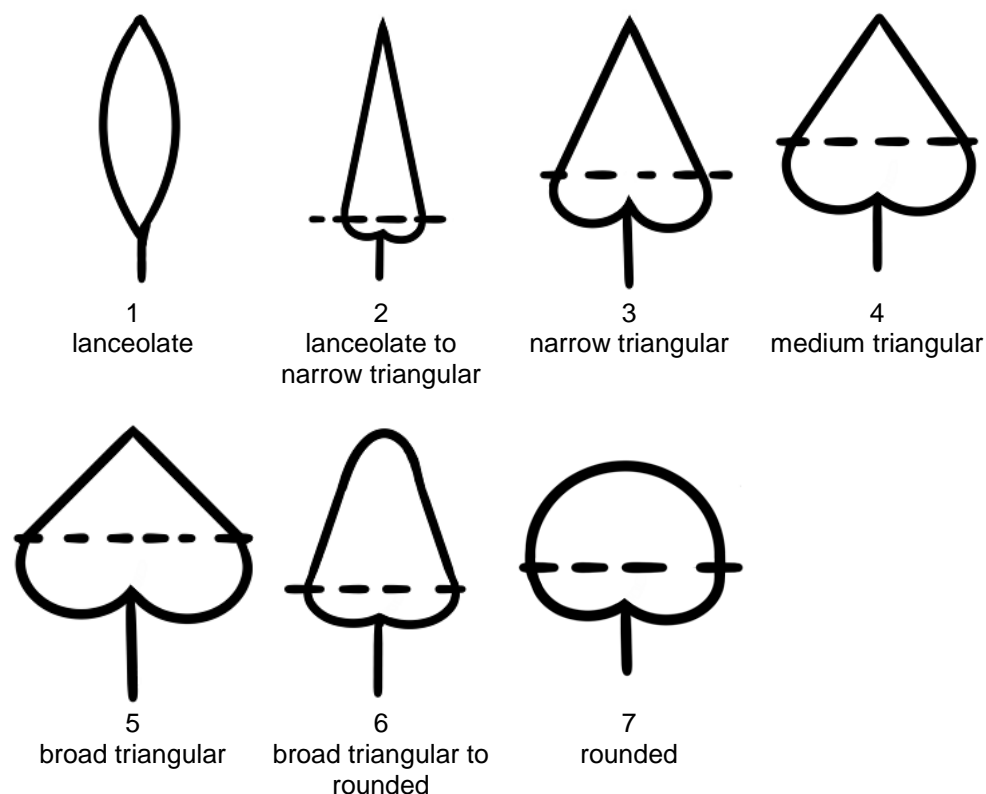 1
lanceolate
2
lanceolate to
narrow triangular
3
narrow triangular
4
medium triangular
5
broad triangular
6
broad triangular to
rounded
7
rounded